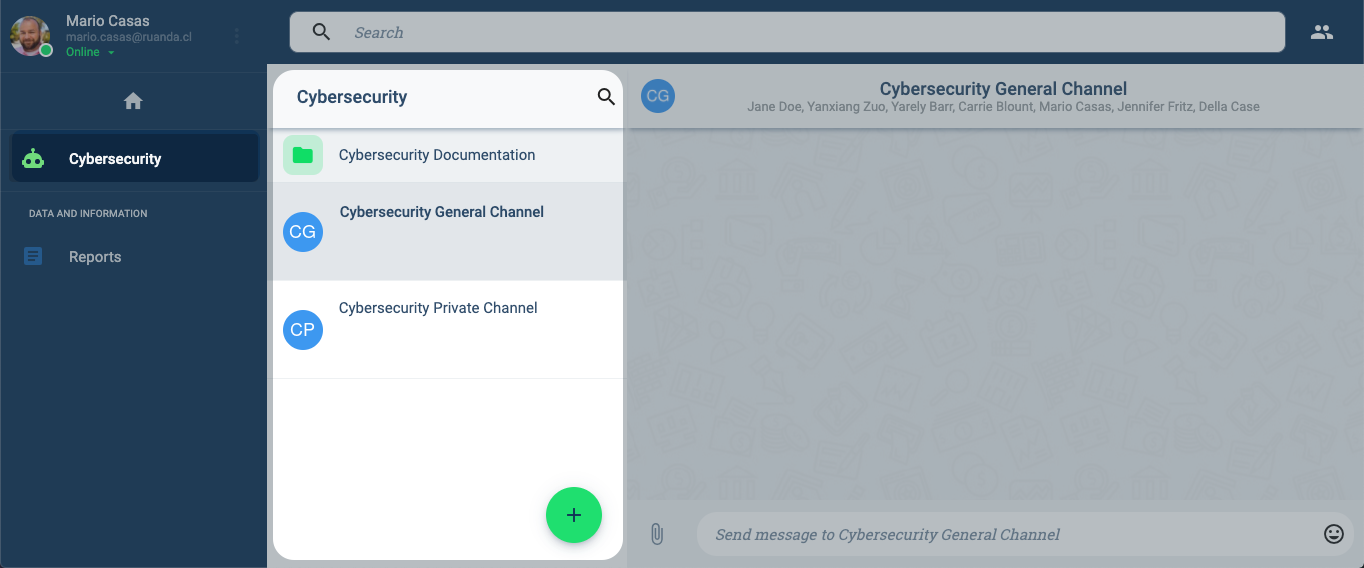 Mario Casas
mario.casas@ruanda.cl
Online
Search
Cybersecurity
DATA AND INFORMATION
Reports
Cybersecurity
Cybersecurity Documentation
CG
Cybersecurity General Channel
CP
Cybersecurity Private Channel
CG
Cybersecurity General Channel
Jane Doe, Yanxiang Zuo, Yarely Barr, Carrie Blount, Mario Casas, Jennifer Fritz, Della Case
Send message to Cybersecurity General Channel